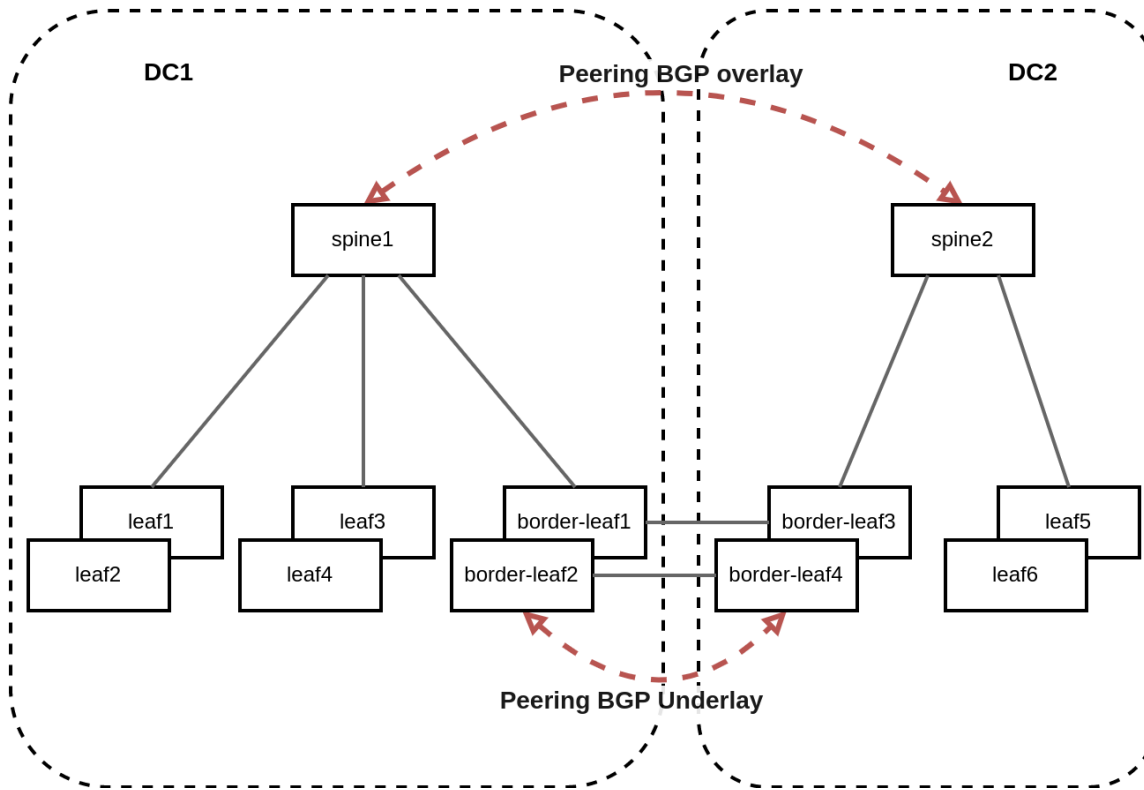 DC1
Peering BGP overlay
DC2
spine1
spine2
leaf1
leaf3
border-leaf1
border-leaf3
leaf5
leaf2
leaf4
border-leaf2
border-leaf4
leaf6
Peering BGP Underlay